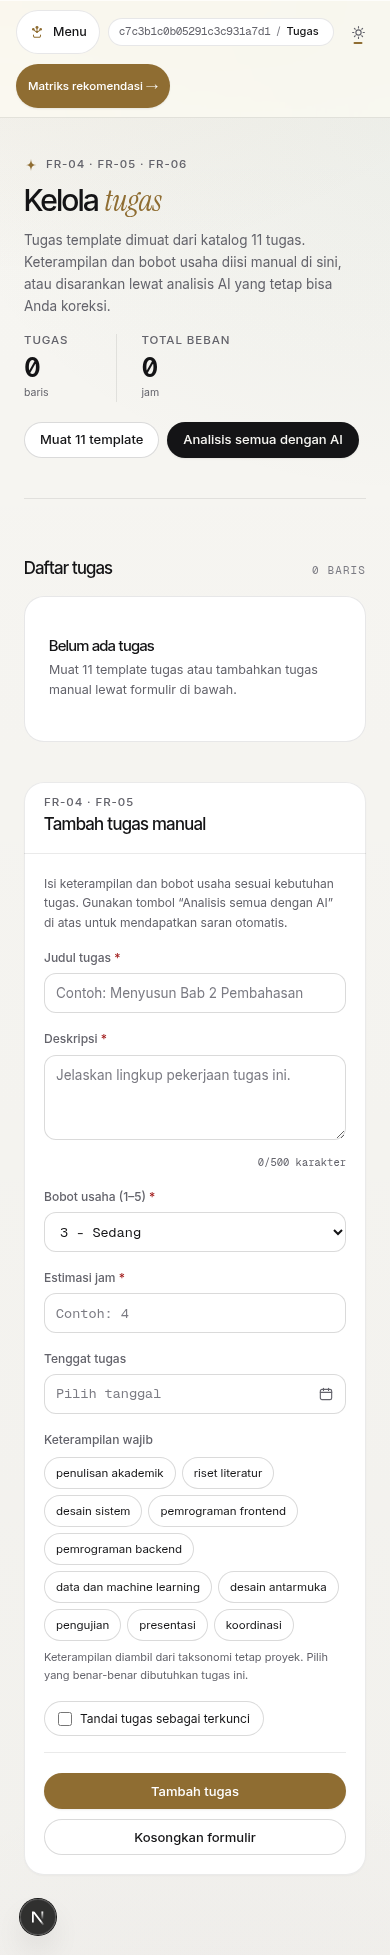 Menu
c7c3b1c0b05291c3c931a7d1 / Tugas
Matriks rekomendasi →
FR-04 · FR-05 · FR-06
Kelola tugas
Tugas template dimuat dari katalog 11 tugas.
Keterampilan dan bobot usaha diisi manual di sini,
atau disarankan lewat analisis AI yang tetap bisa
Anda koreksi.
TUGAS
0
baris
TOTAL BEBAN
0
jam
Muat 11 template
Analisis semua dengan AI
Daftar tugas
0 BARIS
Belum ada tugas
Muat 11 template tugas atau tambahkan tugas
manual lewat formulir di bawah.
FR-04 · FR-05
Tambah tugas manual
Isi keterampilan dan bobot usaha sesuai kebutuhan
tugas. Gunakan tombol “Analisis semua dengan AI”
di atas untuk mendapatkan saran otomatis.
Judul tugas *
Contoh: Menyusun Bab 2 Pembahasan
Deskripsi *
Jelaskan lingkup pekerjaan tugas ini.
0/500 karakter
Bobot usaha (1–5) *
3 - Sedang
Estimasi jam *
Contoh: 4
Tenggat tugas
Pilih tanggal
Keterampilan wajib
penulisan akademik
riset literatur
desain sistem
pemrograman frontend
pemrograman backend
data dan machine learning
desain antarmuka
pengujian
presentasi
koordinasi
Keterampilan diambil dari taksonomi tetap proyek. Pilih
yang benar-benar dibutuhkan tugas ini.
Tandai tugas sebagai terkunci
Tambah tugas
Kosongkan formulir
N